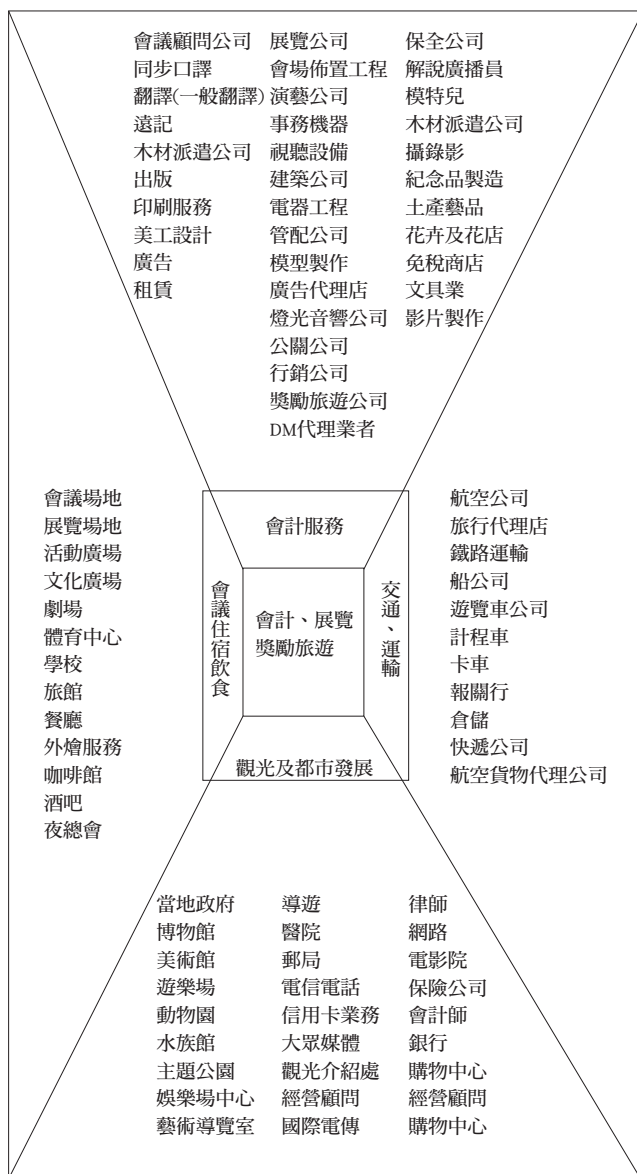 會議顧問公司 展覽公司 保全公司
同步口譯 會場佈置工程 解說廣播員
翻譯(一般翻譯) 演藝公司 模特兒
遠記 事務機器 木材派遣公司
木材派遣公司 視聽設備 攝錄影
出版 建築公司 紀念品製造
印刷服務 電器工程 土產藝品
美工設計 管配公司 花卉及花店
廣告 模型製作 免稅商店
租賃 廣告代理店 文具業
燈光音響公司 影片製作
公關公司
行銷公司
獎勵旅遊公司
DM代理業者
會議場地
展覽場地
活動廣場
文化廣場
劇場
體育中心
學校
旅館
餐廳
外燴服務
咖啡館
酒吧
夜總會
會計服務
會議住宿飲食
會計、展覽
獎勵旅遊
交通、運輸
觀光及都市發展
航空公司
旅行代理店
鐵路運輸
船公司
遊覽車公司
計程車
卡車
報關行
倉儲
快遞公司
航空貨物代理公司
當地政府 導遊 律師
博物館 醫院 網路
美術館 郵局 電影院
遊樂場 電信電話 保險公司
動物園 信用卡業務 會計師
水族館 大眾媒體 銀行
主題公園 觀光介紹處 購物中心
娛樂場中心 經營顧問 經營顧問
藝術導覽室 國際電傳 購物中心